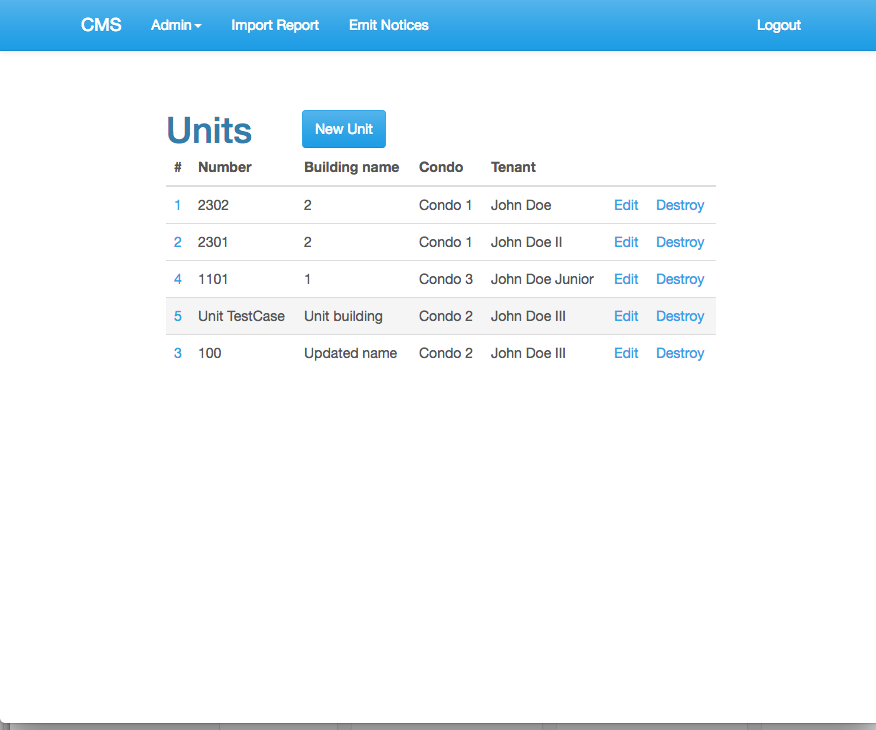 CMS Admin Import Report Emit Notices Logout
Units New Unit
# Number Building name Condo Tenant
1 2302 2 Condo 1 John Doe Edit Destroy
2 2301 2 Condo 1 John Doe II Edit Destroy
4 1101 1 Condo 3 John Doe Junior Edit Destroy
5 Unit TestCase Unit building Condo 2 John Doe III Edit Destroy
3 100 Updated name Condo 2 John Doe III Edit Destroy